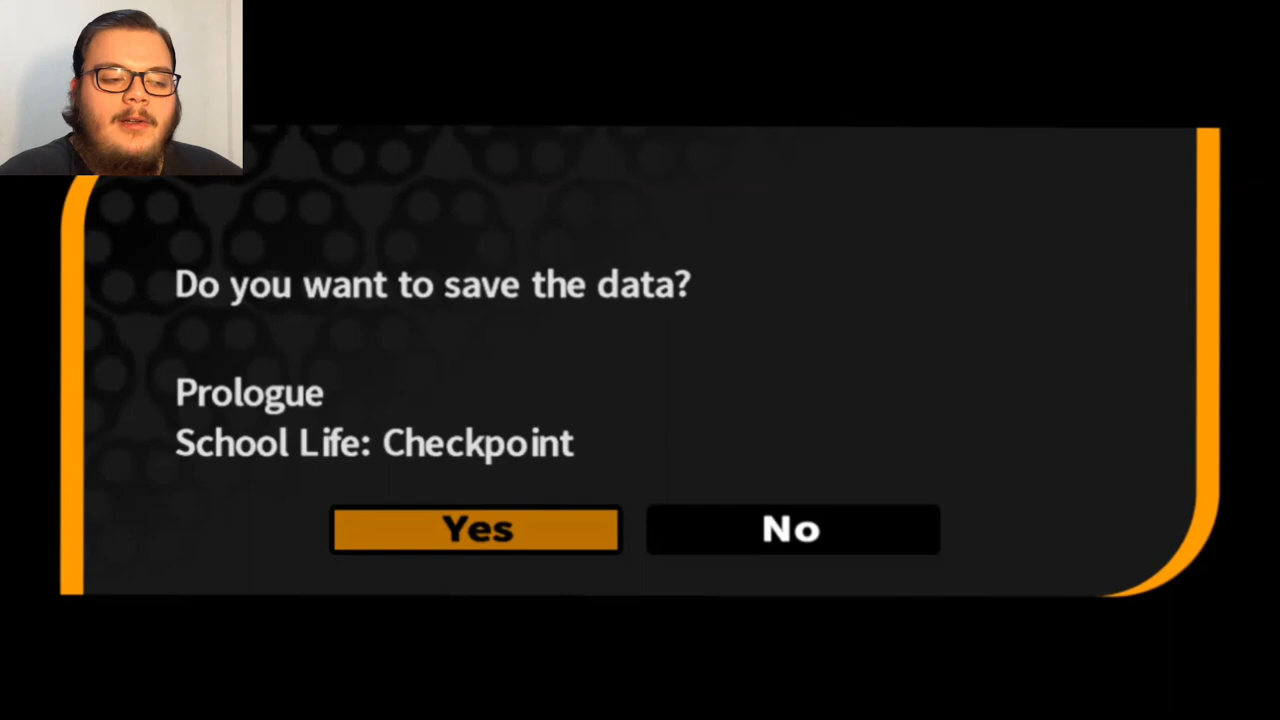 Do you want to save the data?
Prologue
School Life: Checkpoint
Yes
No